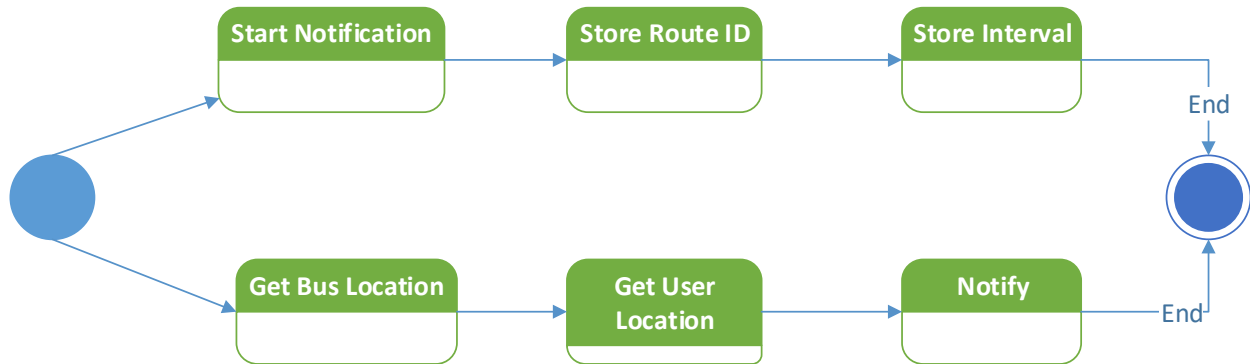 Start Notification
Store Route ID
Store Interval
End
Get Bus Location
Get User
Location
Notify
End